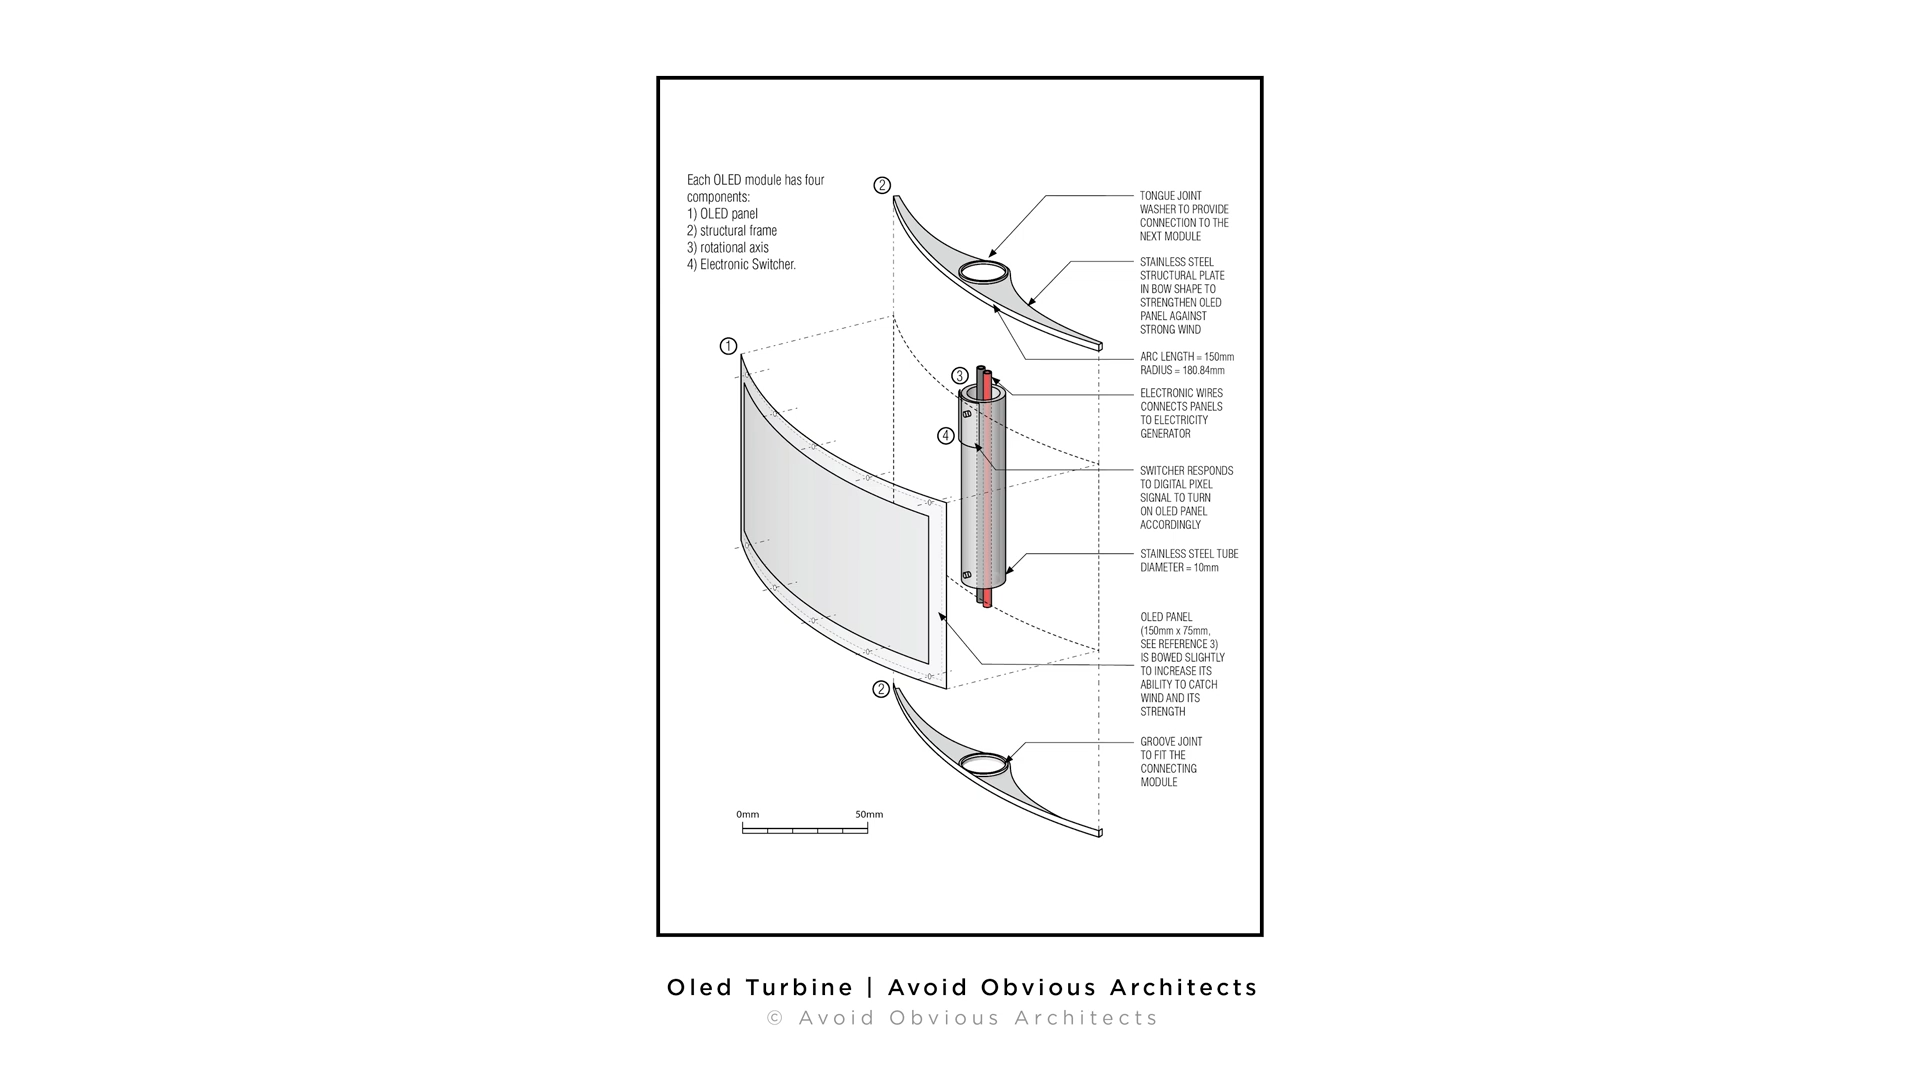 Each OLED module has four
components:
1) OLED panel
2) structural frame
3) rotational axis
4) Electronic Switcher.
2
TONGUE JOINT
WASHER TO PROVIDE
CONNECTION TO THE
NEXT MODULE
STAINLESS STEEL
STRUCTURAL PLATE
IN BOW SHAPE TO
STRENGTHEN OLED
PANEL AGAINST
STRONG WIND
1
ARC LENGTH = 150mm
RADIUS = 180.84mm
3
ELECTRONIC WIRES
CONNECTS PANELS
TO ELECTRICITY
GENERATOR
4
SWITCHER RESPONDS
TO DIGITAL PIXEL
SIGNAL TO TURN
ON OLED PANEL
ACCORDINGLY
STAINLESS STEEL TUBE
DIAMETER = 10mm
OLED PANEL
(150mm x 75mm,
SEE REFERENCE 3)
IS BOWED SLIGHTLY
TO INCREASE ITS
ABILITY TO CATCH
WIND AND ITS
STRENGTH
2
GROOVE JOINT
TO FIT THE
CONNECTING
MODULE
0mm 50mm
Oled Turbine | Avoid Obvious Architects
© Avoid Obvious Architects